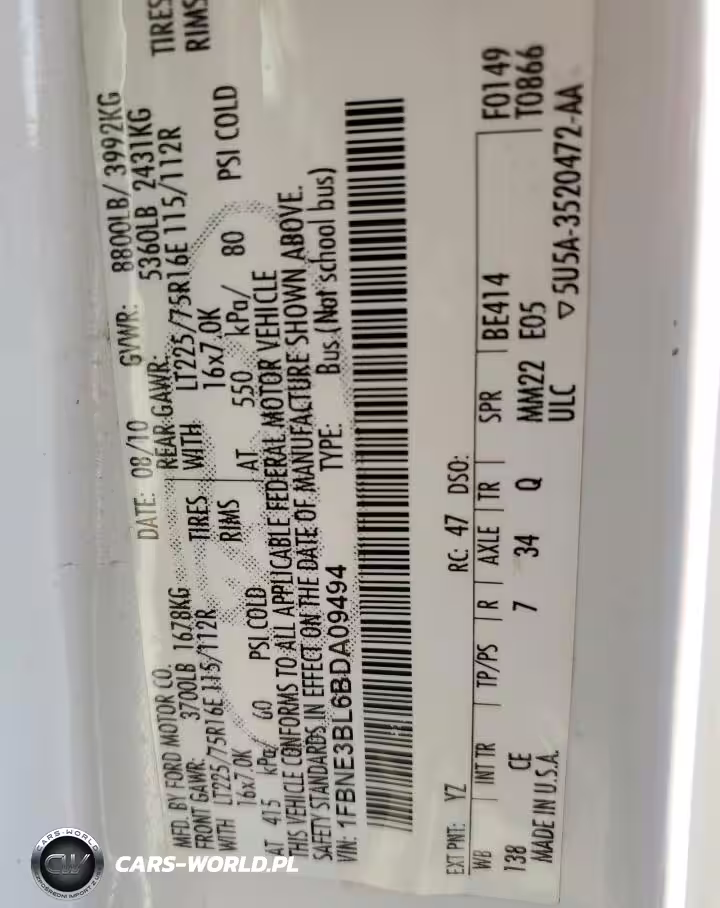 MFD. BY FORD MOTOR CO.
DATE: 08/10 GVWR: 8800LB/ 3992KG
FRONT GAWR: 3700LB 1678KG
REAR GAWR: 5360LB 2431KG
WITH LT225/75R16E 115/112R TIRES
WITH LT225/75R16E 115/112R TIRES
16x7.0K RIMS
16x7.0K RIMS
AT 415 kPa/ 60 PSI COLD
AT 550 kPa/ 80 PSI COLD
THIS VEHICLE CONFORMS TO ALL APPLICABLE FEDERAL MOTOR VEHICLE
SAFETY STANDARDS IN EFFECT ON THE DATE OF MANUFACTURE SHOWN ABOVE.
VIN: 1FBNE3BL6BDA09494 TYPE: Bus (Not school bus)
F0149
T0866
EXT PNT: YZ RC: 47 DSO:
WB INT TR TP/PS R AXLE TR SPR BE414
138 CE 7 34 Q MM22 E05
MADE IN U.S.A. ULC ▽5U5A-3520472-AA
CARS-WORLD
CW
CARS-WORLD.PL